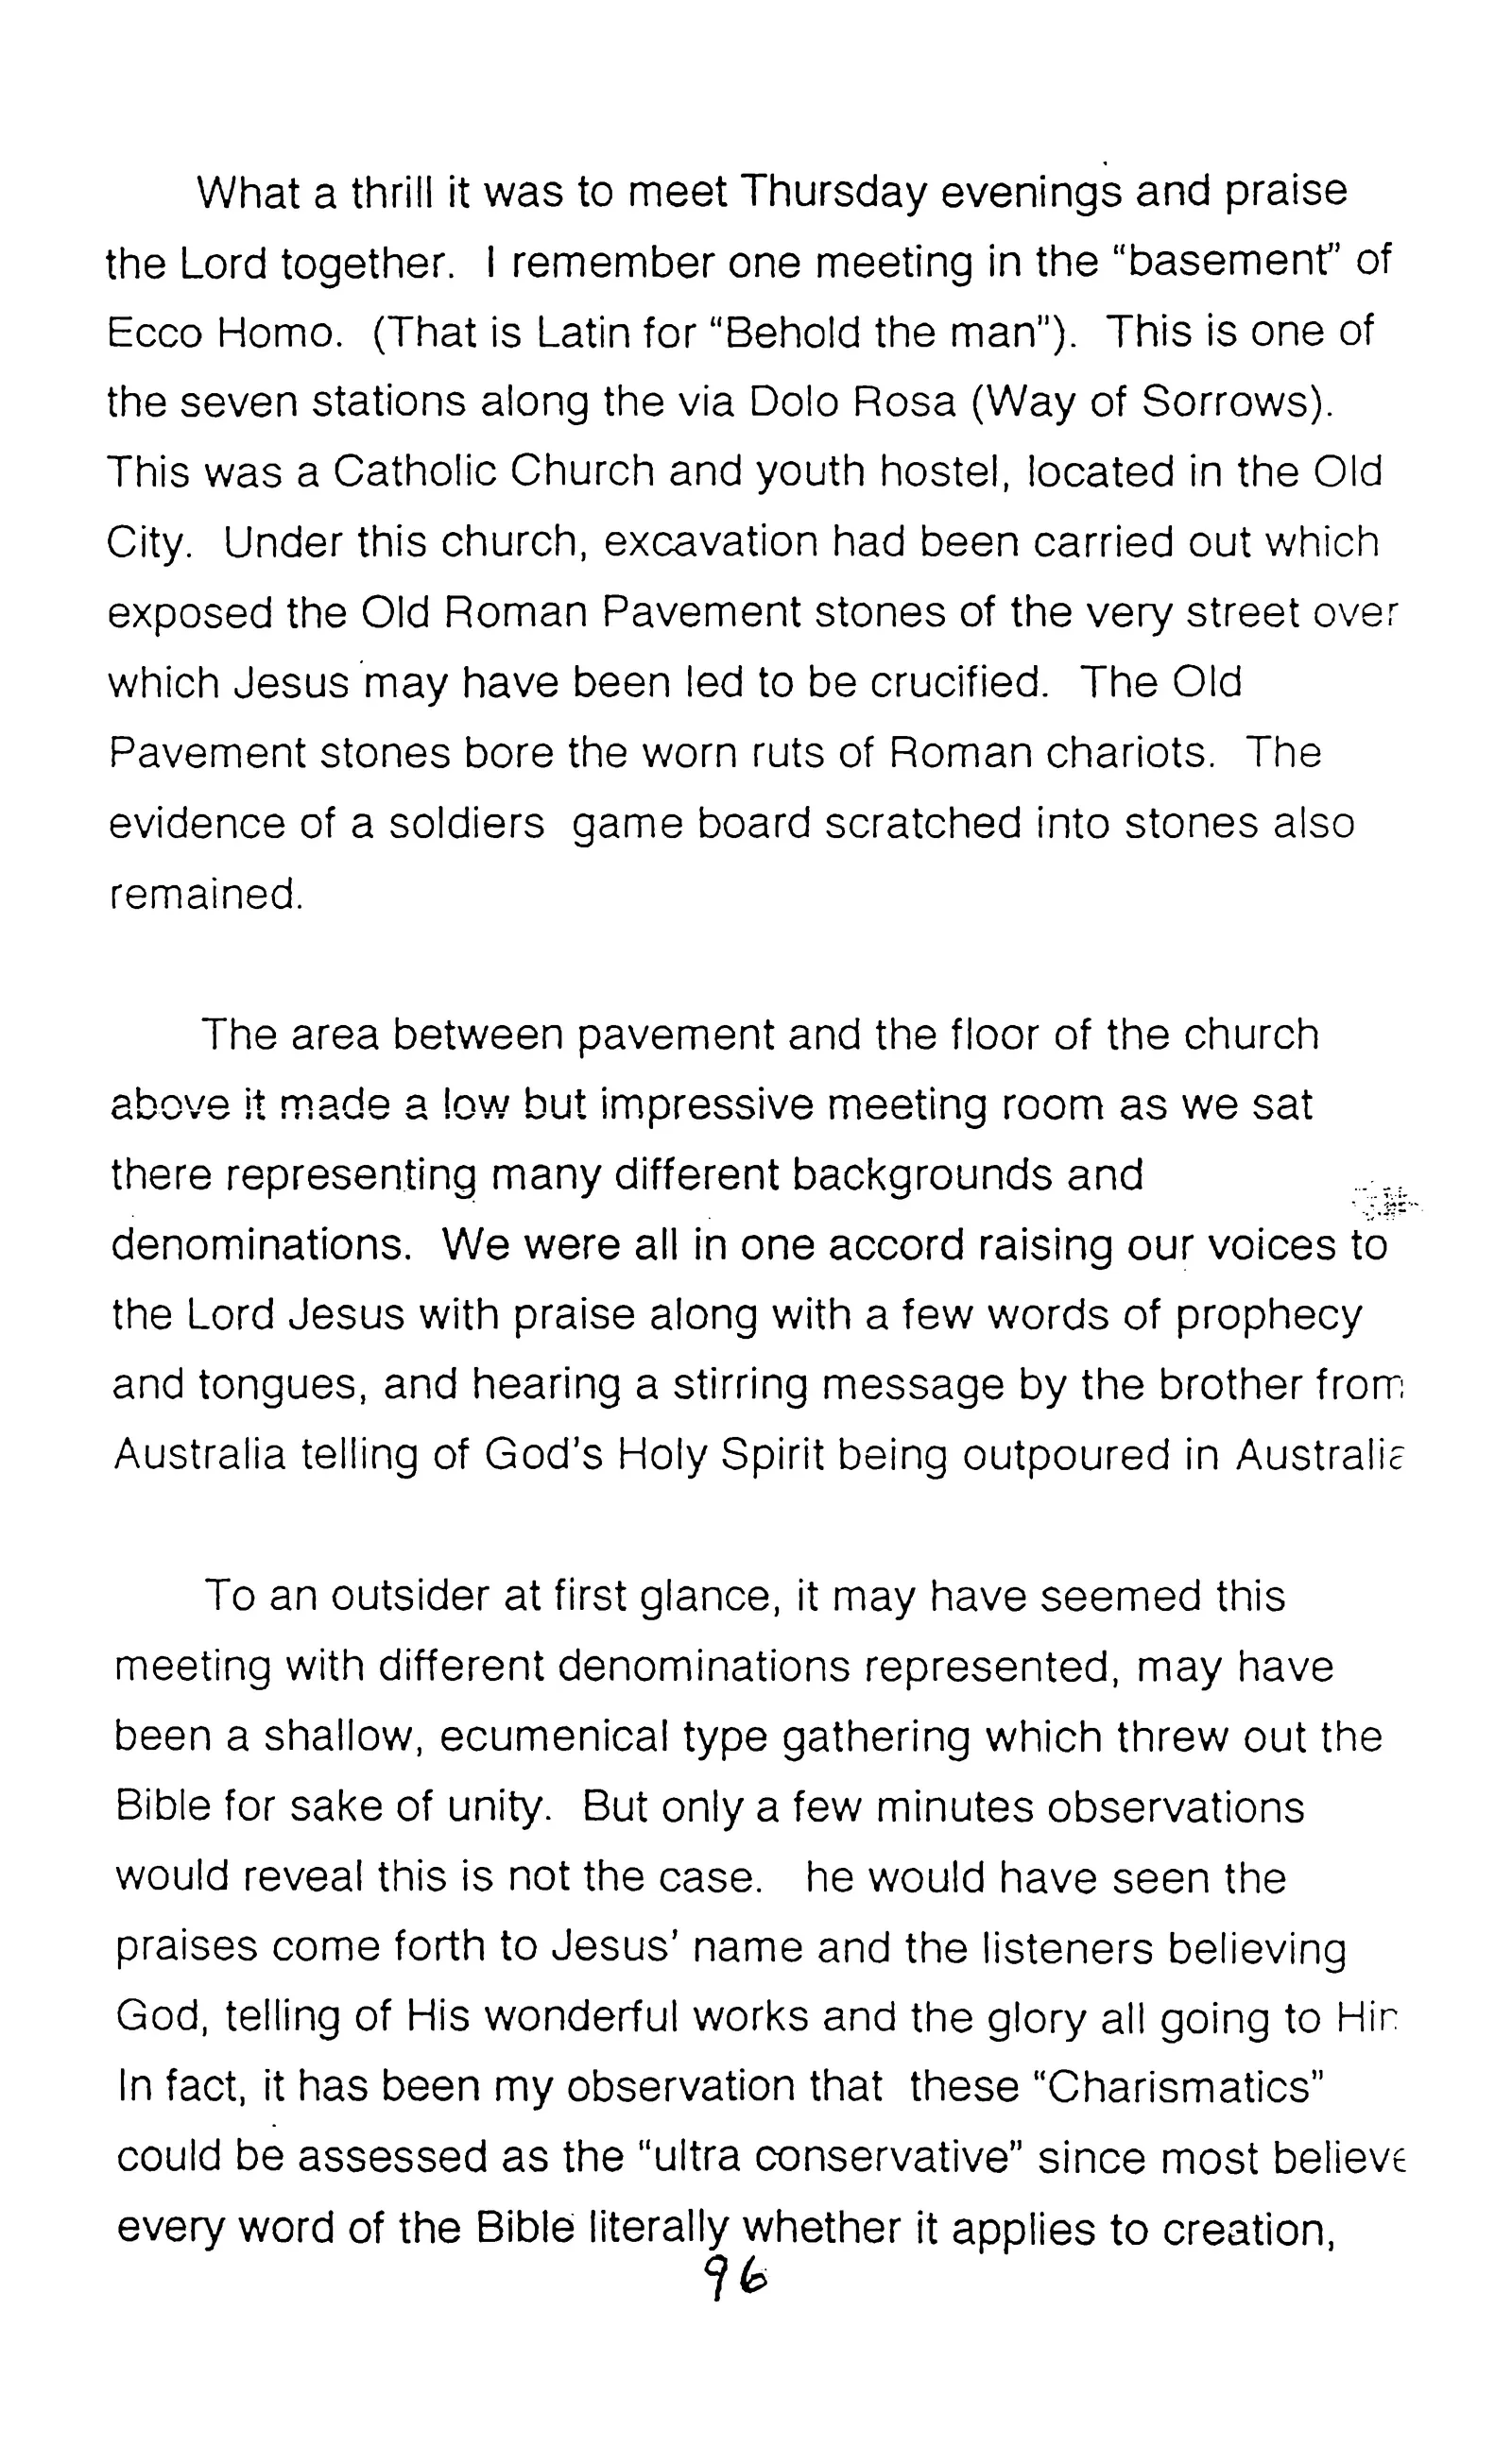 What a thrill it was to meet Thursday evenings and praise
the Lord together.  I remember one meeting in the "basement" of
Ecco Homo.  (That is Latin for "Behold the man").  This is one of
the seven stations along the via Dolo Rosa (Way of Sorrows).
This was a Catholic Church and youth hostel, located in the Old
City.  Under this church, excavation had been carried out which
exposed the Old Roman Pavement stones of the very street over
which Jesus may have been led to be crucified.  The Old
Pavement stones bore the worn ruts of Roman chariots.  The
evidence of a soldiers  game board scratched into stones also
remained.
The area between pavement and the floor of the church
above it made a low but impressive meeting room as we sat
there representing many different backgrounds and
denominations.  We were all in one accord raising our voices to
the Lord Jesus with praise along with a few words of prophecy
and tongues, and hearing a stirring message by the brother from
Australia telling of God's Holy Spirit being outpoured in Australia
To an outsider at first glance, it may have seemed this
meeting with different denominations represented, may have
been a shallow, ecumenical type gathering which threw out the
Bible for sake of unity.  But only a few minutes observations
would reveal this is not the case.   he would have seen the
praises come forth to Jesus' name and the listeners believing
God, telling of His wonderful works and the glory all going to Him
In fact, it has been my observation that  these "Charismatics"
could be assessed as the "ultra conservative" since most believe
every word of the Bible literally whether it applies to creation,
96